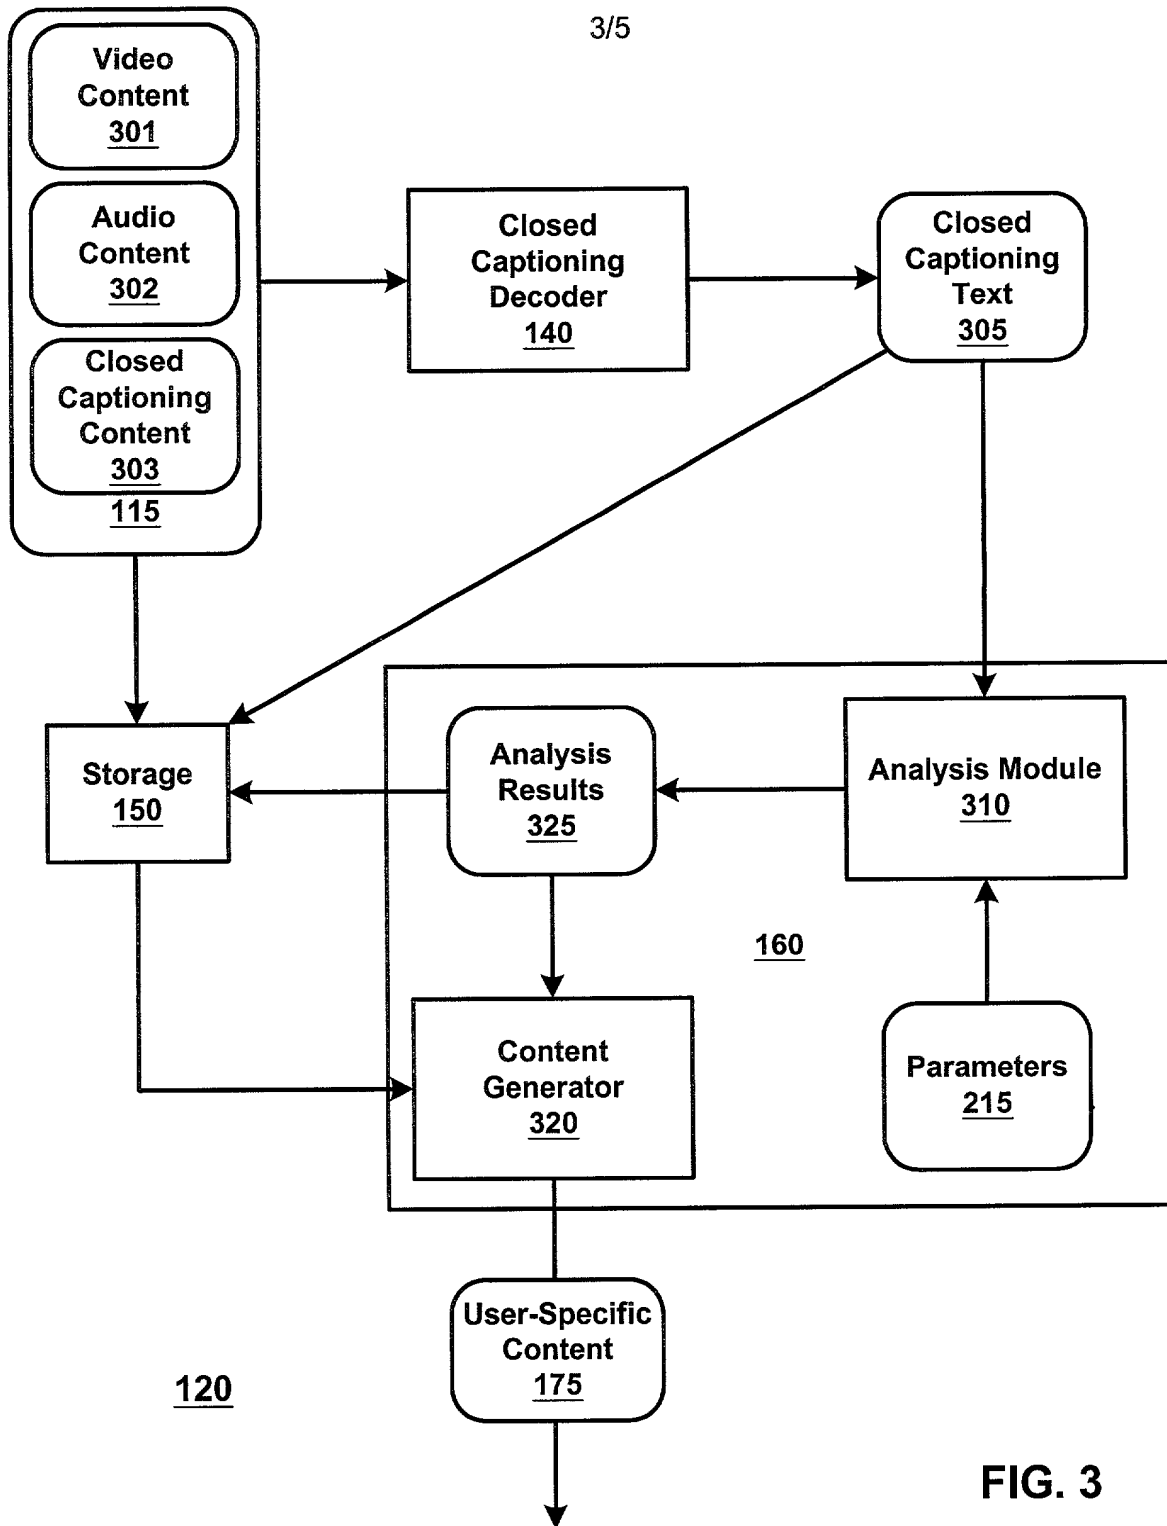 3/5
Video
Content
301
Audio
Content
302
Closed
Captioning
Content
303
115
Closed
Captioning
Decoder
140
Closed
Captioning
Text
305
Storage
150
Analysis
Results
325
Analysis Module
310
160
Content
Generator
320
Parameters
215
User-Specific
Content
175
120
FIG. 3